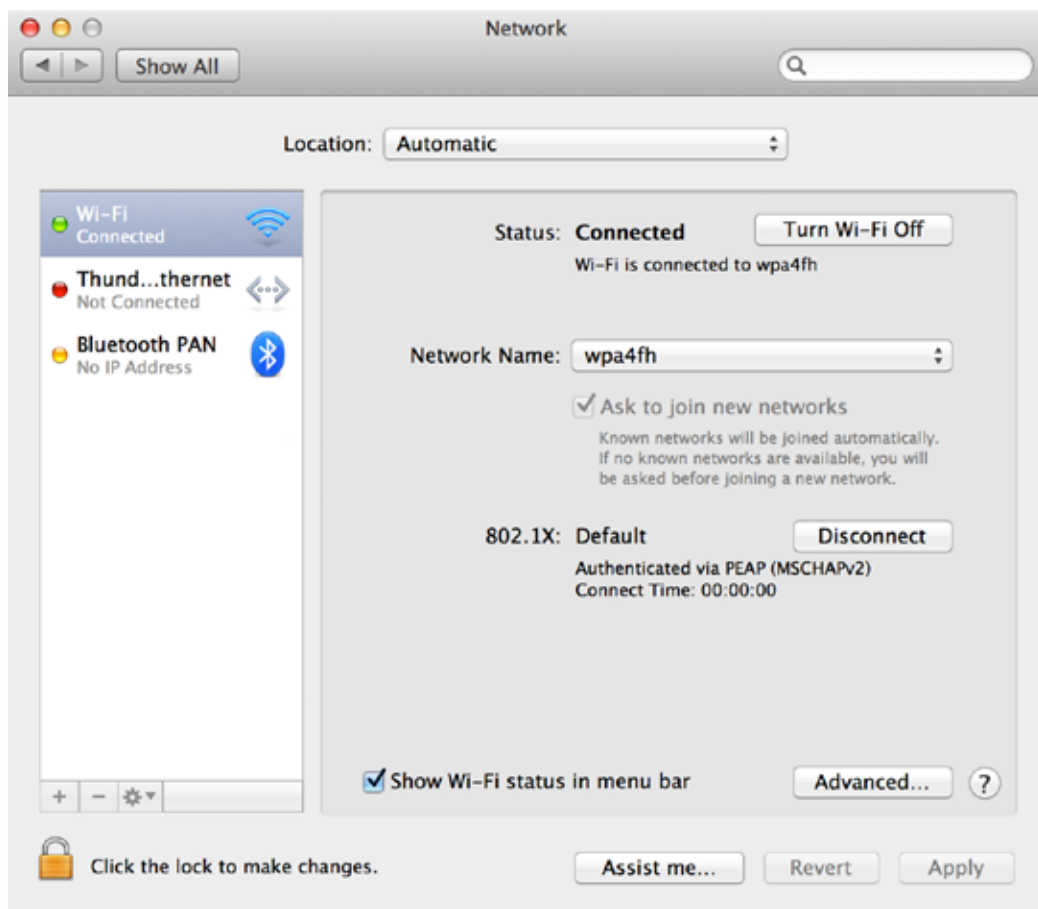 Network
Show All
Location: Automatic
Wi-Fi
Connected
Thund...thernet
Not Connected
Bluetooth PAN
No IP Address
Status: Connected
Turn Wi-Fi Off
Wi-Fi is connected to wpa4fh
Network Name: wpa4fh
Ask to join new networks
Known networks will be joined automatically.
If no known networks are available, you will
be asked before joining a new network.
802.1X: Default
Disconnect
Authenticated via PEAP (MSCHAPv2)
Connect Time: 00:00:00
Show Wi-Fi status in menu bar
Advanced...
?
Click the lock to make changes.
Assist me...
Revert
Apply